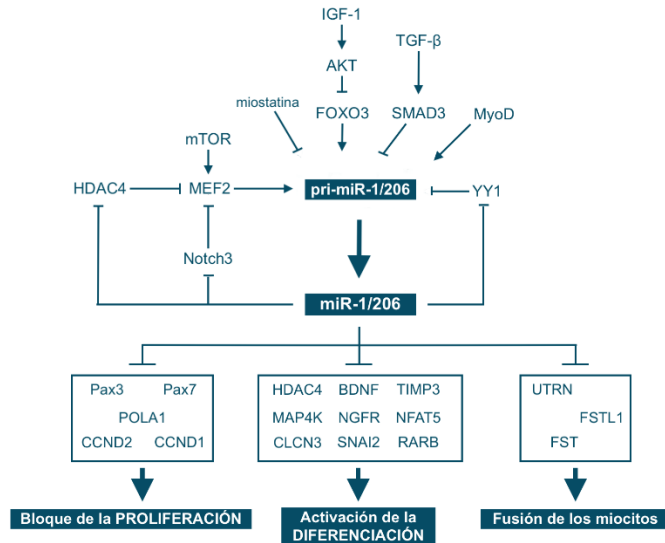 IGF-1
TGF-β
AKT
miostatina
FOXO3
SMAD3
MyoD
mTOR
HDAC4
MEF2
pri-miR-1/206
YY1
Notch3
miR-1/206
Pax3 Pax7
POLA1
CCND2 CCND1
HDAC4 BDNF TIMP3
MAP4K NGFR NFAT5
CLCN3 SNAI2 RARB
UTRN
FSTL1
FST
Bloque de la PROLIFERACIÓN
Activación de la
DIFERENCIACIÓN
Fusión de los miocitos